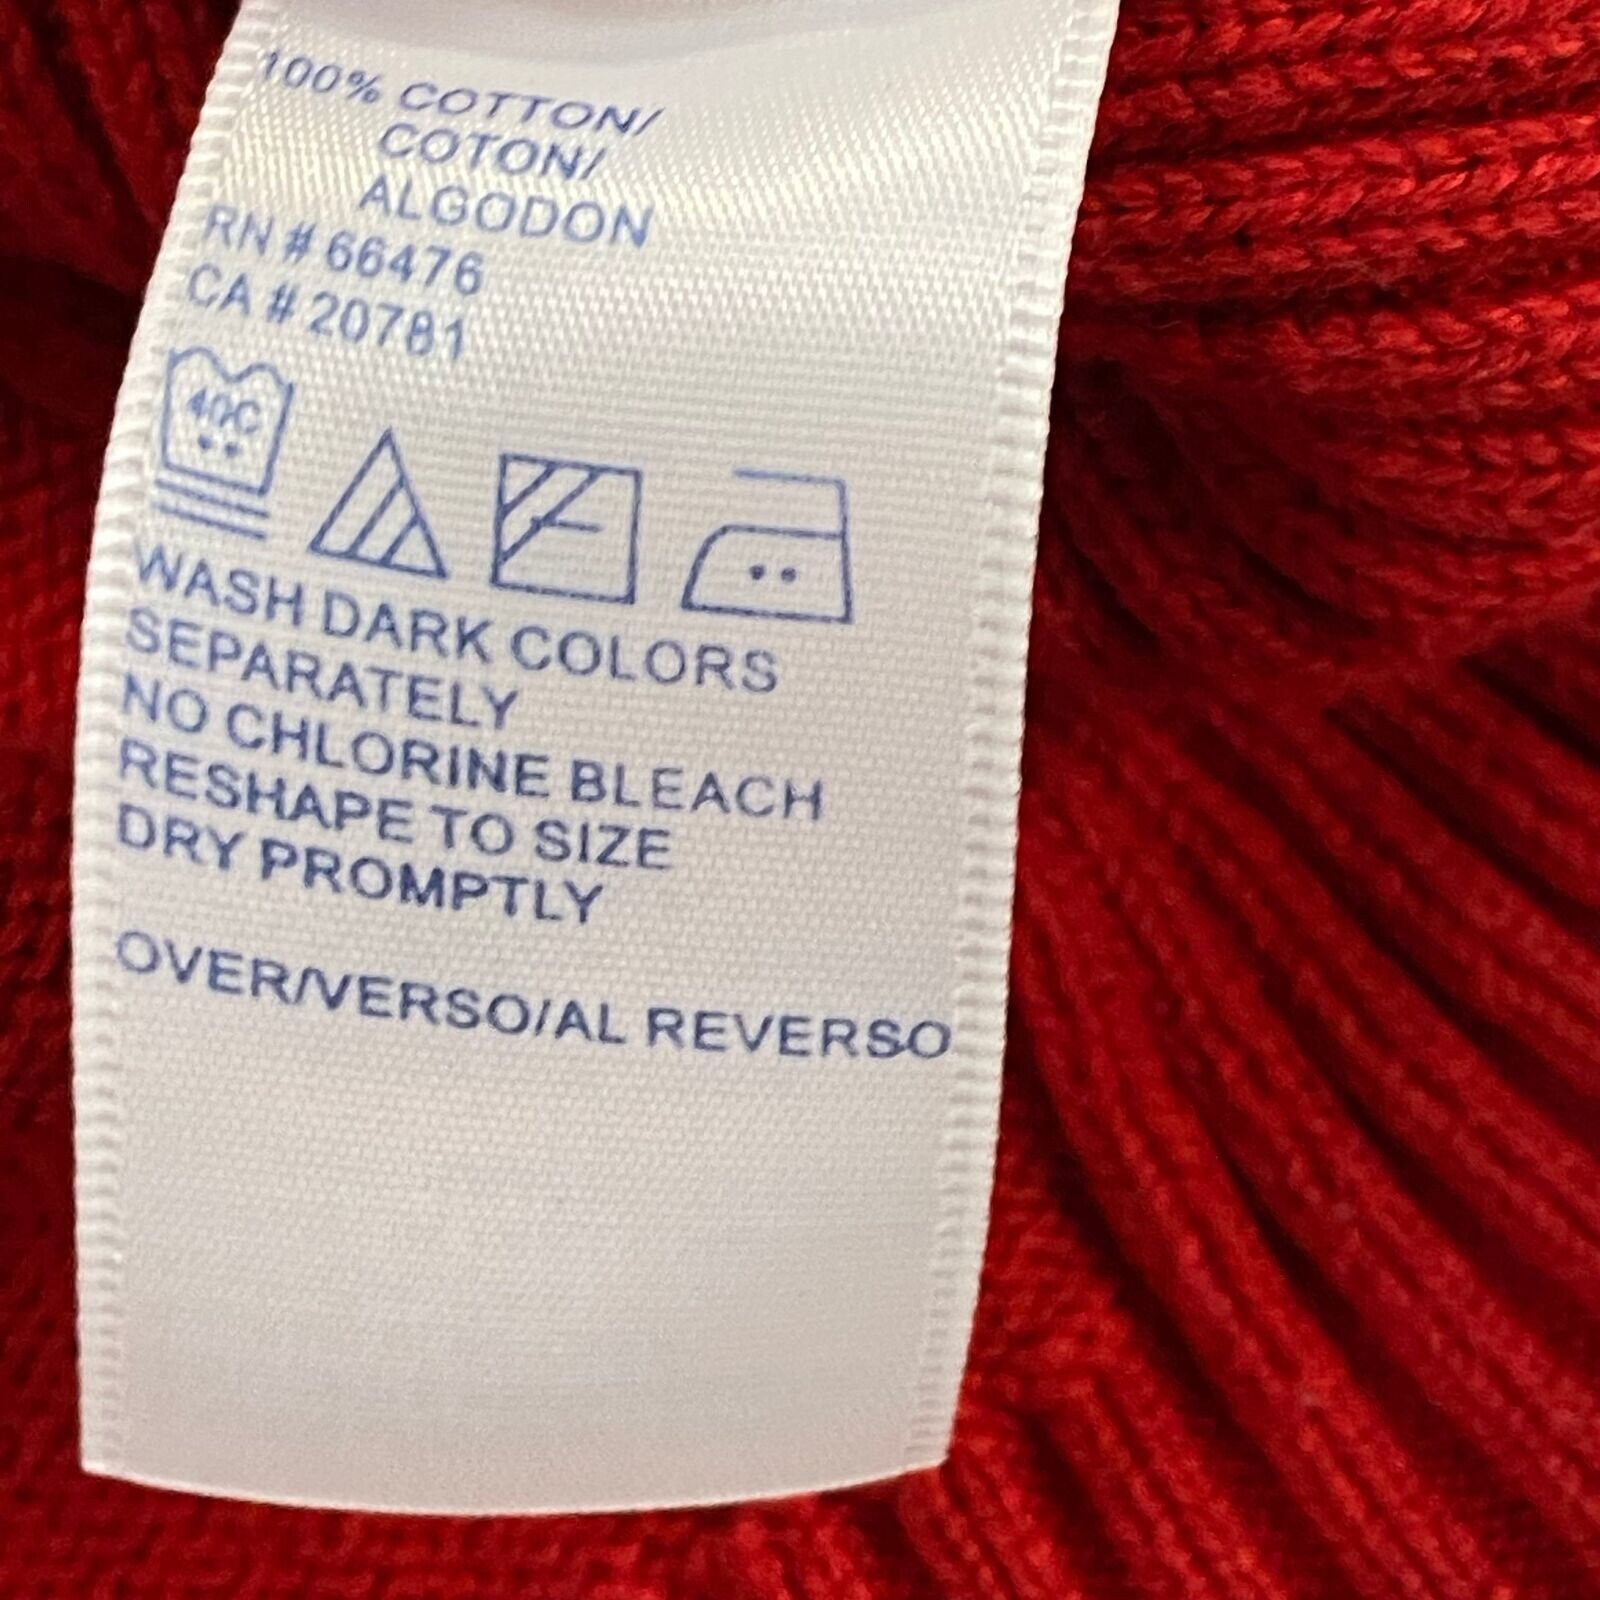 100% COTTON/
COTON/
ALGODON
RN # 66476
CA # 20781
40C
WASH DARK COLORS
SEPARATELY
NO CHLORINE BLEACH
RESHAPE TO SIZE
DRY PROMPTLY
OVER/VERSO/AL REVERSO